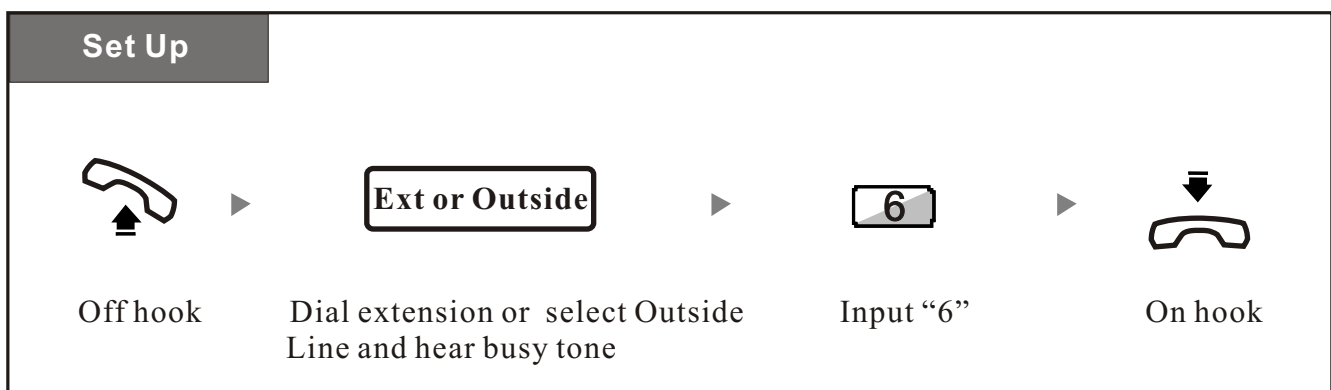 Set Up
Ext or Outside
6
Off hook
Dial extension or select Outside
Line and hear busy tone
Input “6”
On hook